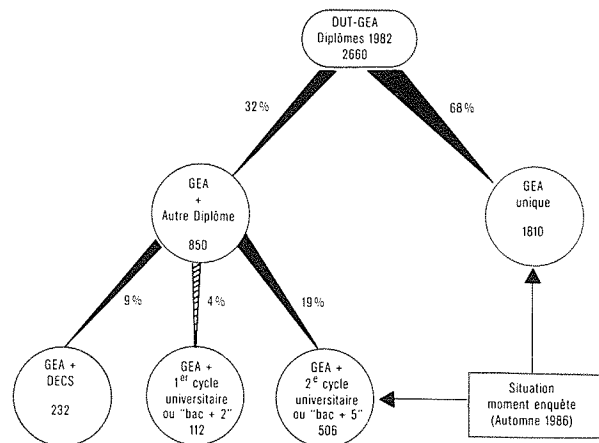 DUT-GEA
Diplômes 1982
2660
32%
68%
GEA
+
Autre Diplôme
850
GEA
unique
1810
9%
4%
19%
GEA +
DECS
232
GEA +
1er cycle
universitaire
ou "bac + 2"
112
GEA +
2e cycle
universitaire
ou "bac + 5"
506
Situation
moment enquête
(Automne 1986)